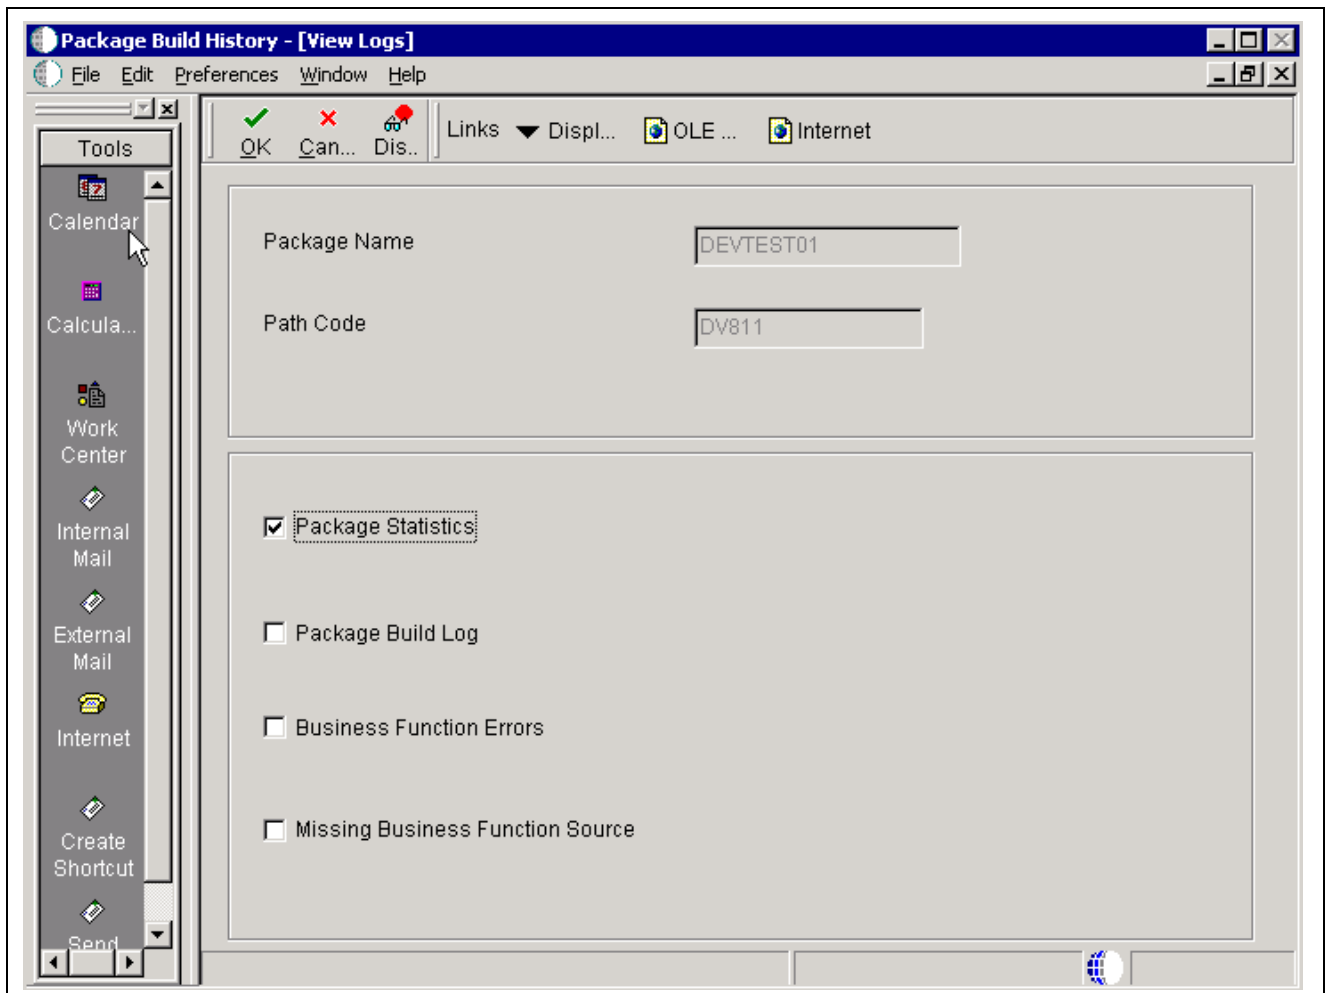 Package Build History - [View Logs]
File Edit Preferences Window Help
Tools
OK Can... Dis.. Links Displ... OLE ... Internet
Calendar
Calcula...
Work
Center
Internal
Mail
External
Mail
Internet
Create
Shortcut
Send
Package Name DEVTEST01
Path Code DV811
Package Statistics
Package Build Log
Business Function Errors
Missing Business Function Source